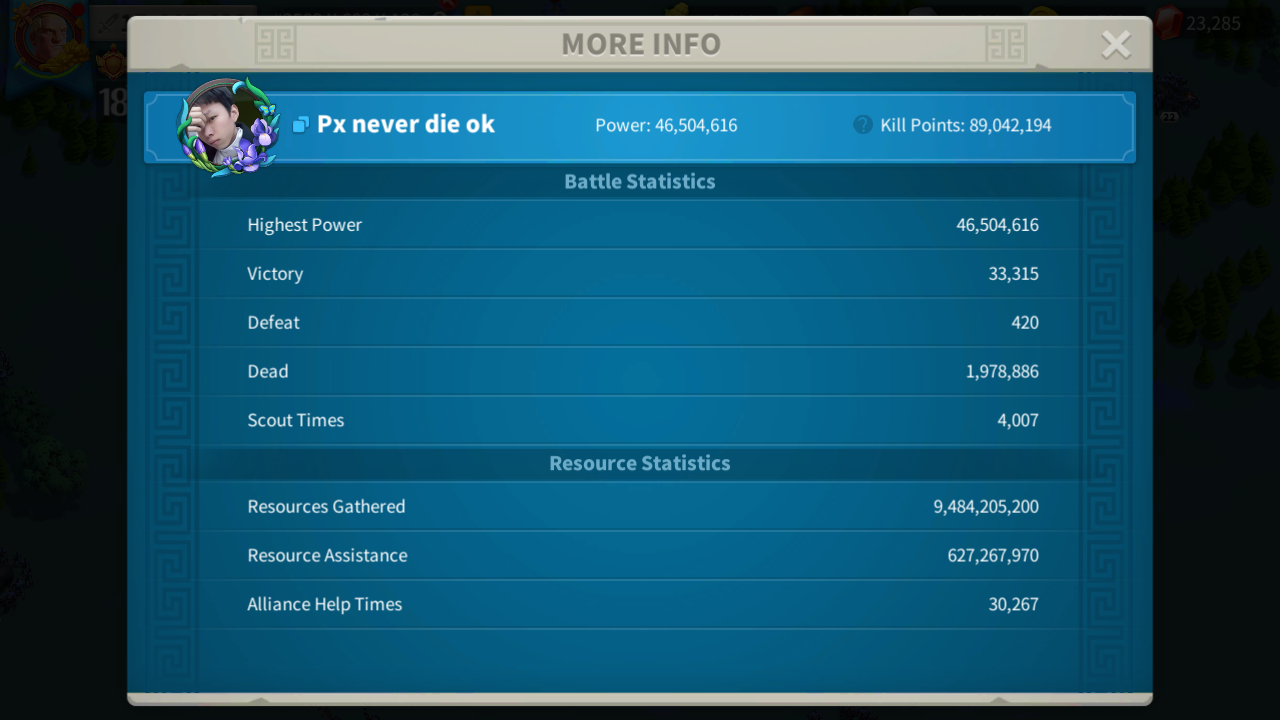 23,285
MORE INFO
18
Px never die ok
Power: 46,504,616
? Kill Points: 89,042,194
Battle Statistics
Highest Power 46,504,616
Victory 33,315
Defeat 420
Dead 1,978,886
Scout Times 4,007
Resource Statistics
Resources Gathered 9,484,205,200
Resource Assistance 627,267,970
Alliance Help Times 30,267